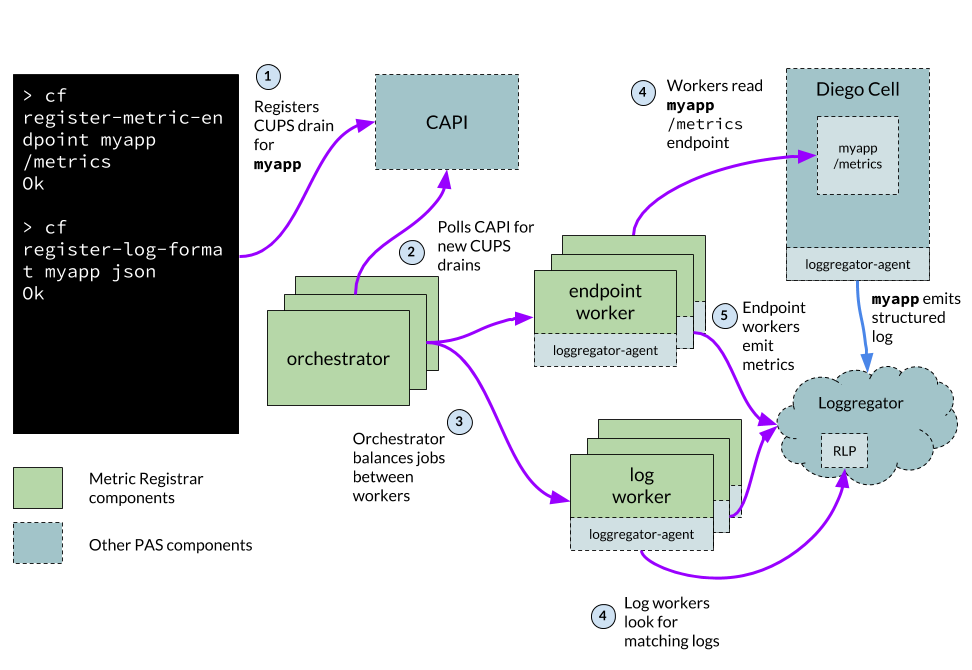 > cf
register-metric-en
dpoint myapp
/metrics
Ok
> cf
register-log-forma
t myapp json
Ok
1
Registers
CUPS drain
for
myapp
CAPI
2
Polls CAPI for
new CUPS
drains
orchestrator
3
Orchestrator
balances jobs
between
workers
4
Workers read
myapp
/metrics
endpoint
Diego Cell
myapp
/metrics
loggregator-agent
endpoint
worker
loggregator-agent
5
Endpoint
workers
emit
metrics
myapp emits
structured
log
Loggregator
RLP
log
worker
loggregator-agent
4
Log workers
look for
matching logs
Metric Registrar
components
Other PAS components